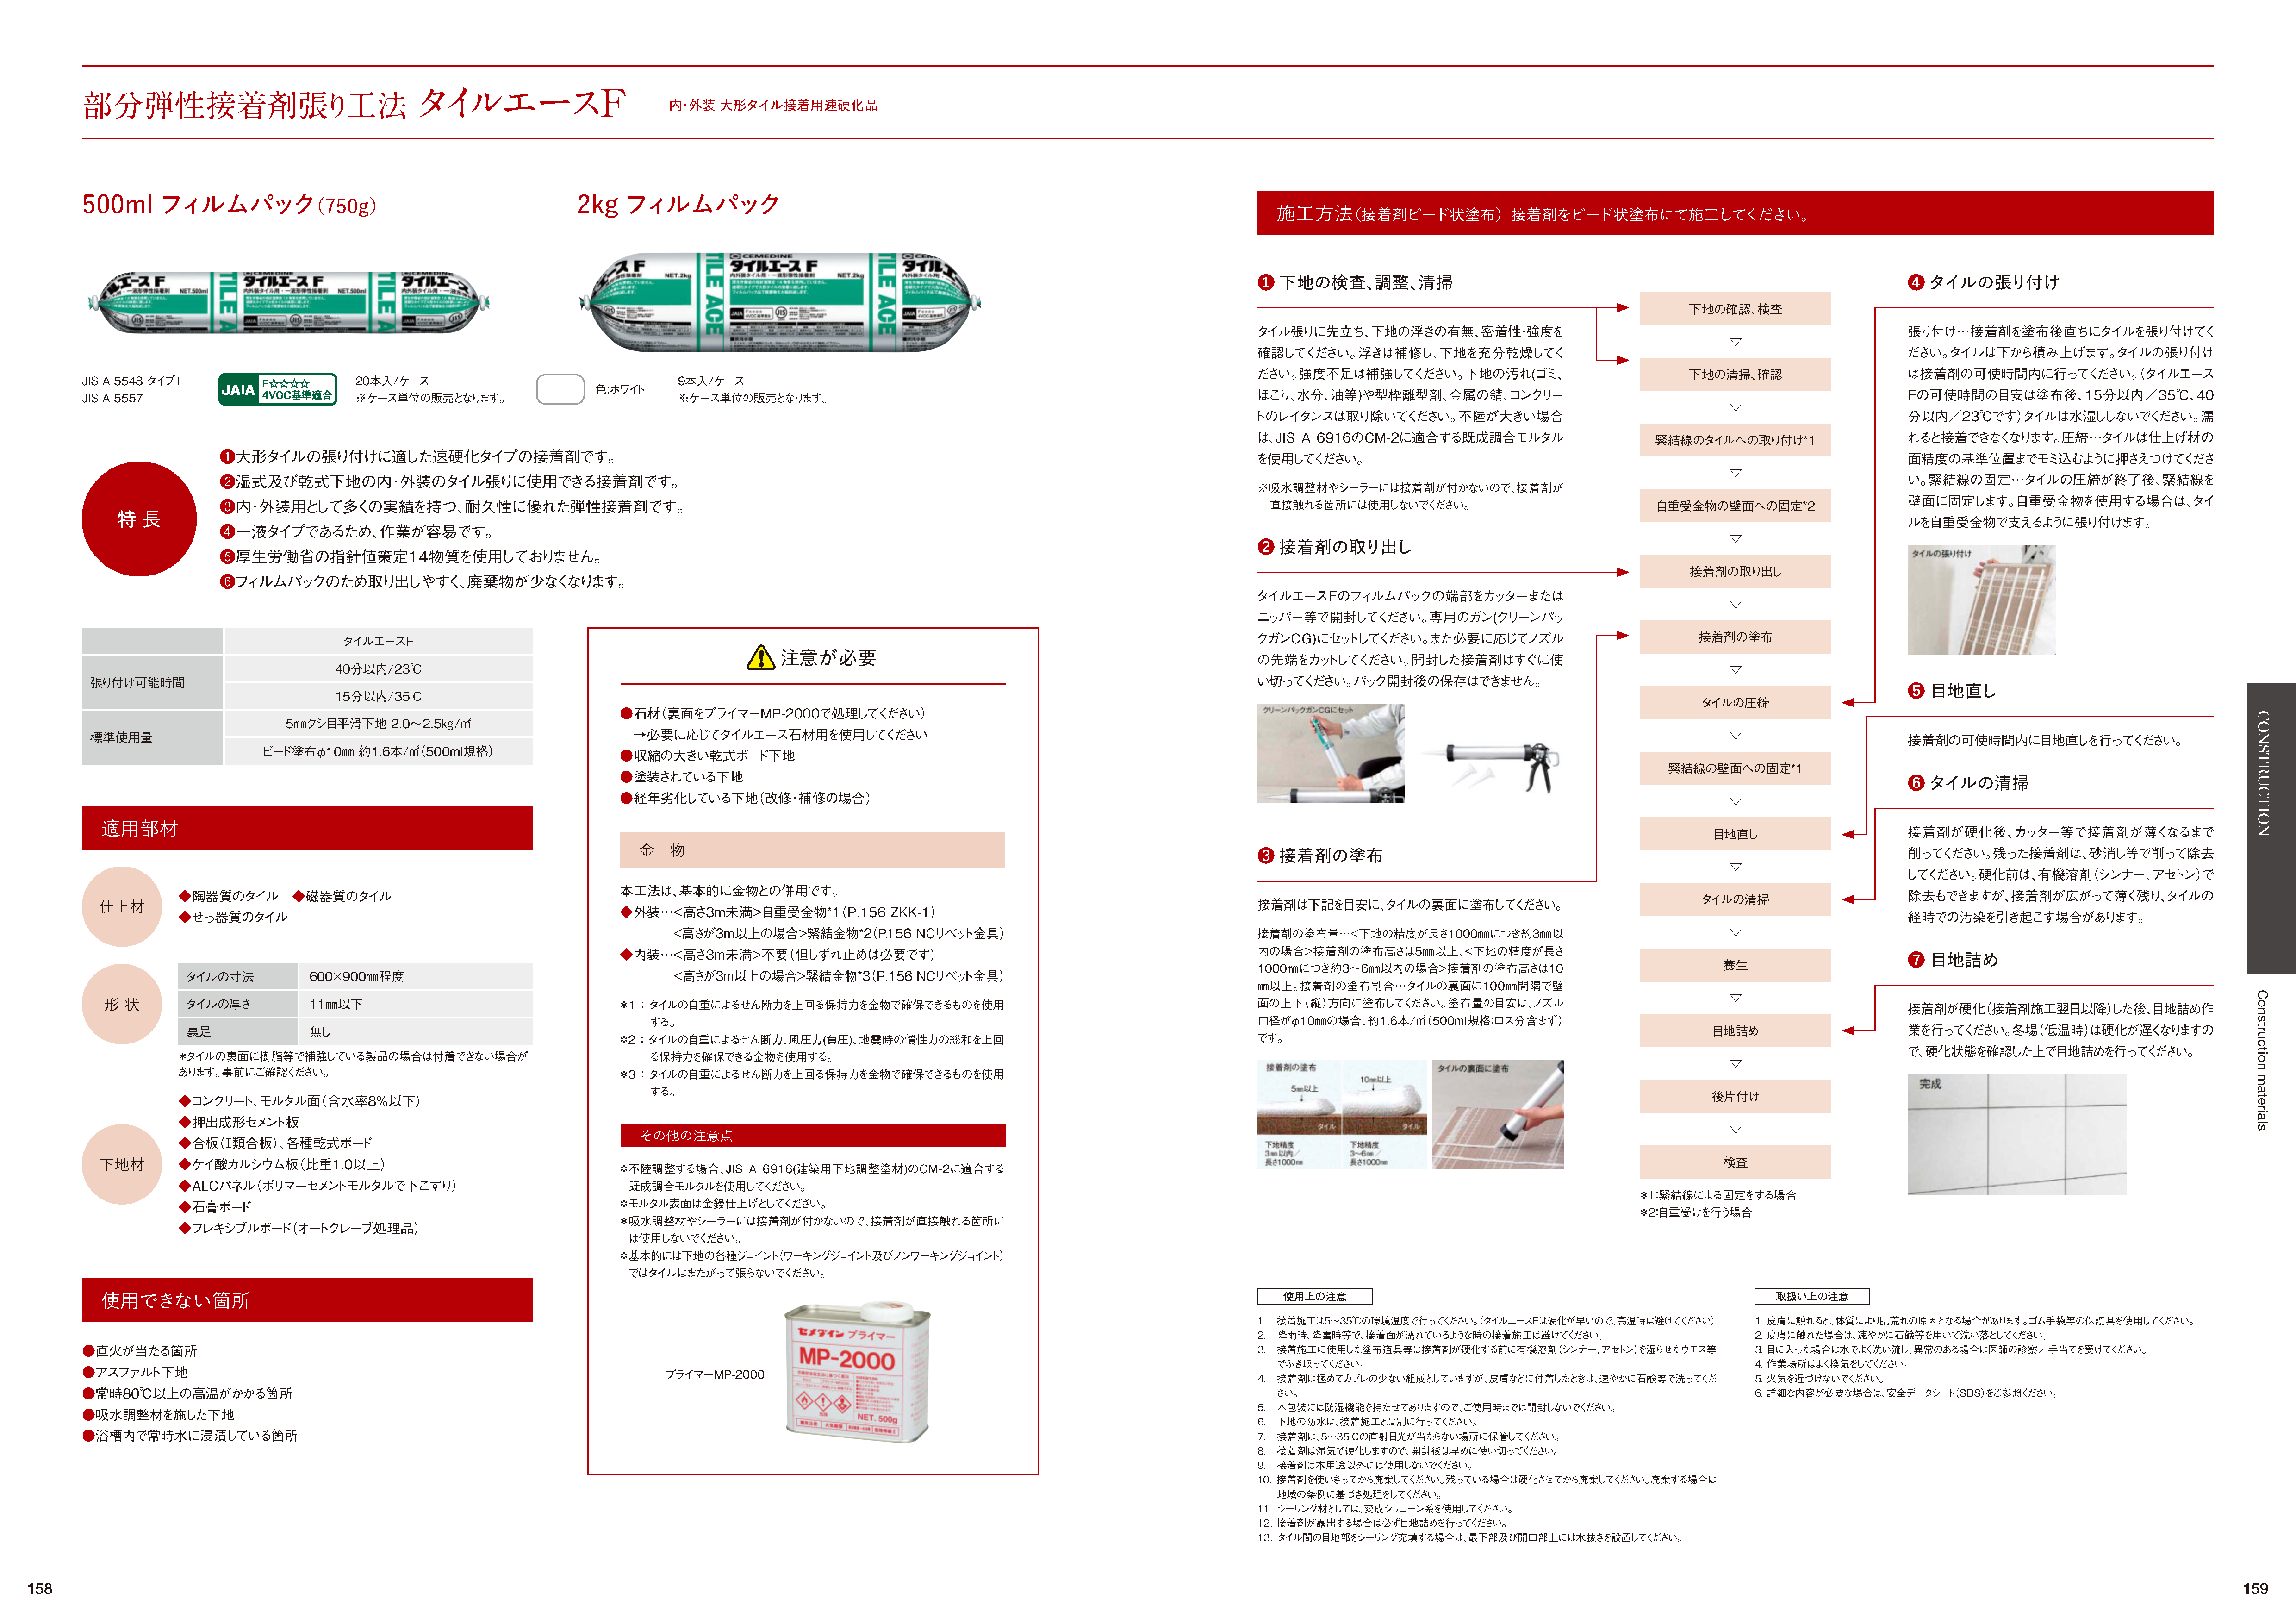 部分弾性接着剤張り工法 タイルエースF 内・外装 大形タイル接着用速硬化品
500ml フィルムパック(750g)
2kg フィルムパック
CEMEDINE
タイルエース F
NET.500ml
TILE ACE
CEMEDINE
タイルエース F
NET.2kg
TILE ACE
JIS A 5548 タイプI
JIS A 5557
JAIA F☆☆☆☆
4VOC基準適合
20本入/ケース
※ケース単位の販売となります。
色:ホワイト
9本入/ケース
※ケース単位の販売となります。
特 長
❶大形タイルの張り付けに適した速硬化タイプの接着剤です。
❷湿式及び乾式下地の内・外装のタイル張りに使用できる接着剤です。
❸内・外装用として多くの実績を持つ、耐久性に優れた弾性接着剤です。
❹一液タイプであるため、作業が容易です。
❺厚生労働省の指針値策定14物質を使用しておりません。
❻フィルムパックのため取り出しやすく、廃棄物が少なくなります。
タイルエースF
張り付け可能時間
40分以内/23℃
15分以内/35℃
標準使用量
5㎜クシ目平滑下地 2.0〜2.5kg/㎡
ビード塗布φ10㎜ 約1.6本/㎡(500ml規格)
適用部材
仕上材
◆陶器質のタイル ◆磁器質のタイル
◆せっ器質のタイル
形 状
タイルの寸法 600×900㎜程度
タイルの厚さ 11㎜以下
裏足 無し
＊タイルの裏面に樹脂等で補強している製品の場合は付着できない場合が
あります。事前にご確認ください。
下地材
◆コンクリート、モルタル面(含水率8%以下)
◆押出成形セメント板
◆合板(I類合板)、各種乾式ボード
◆ケイ酸カルシウム板(比重1.0以上)
◆ALCパネル(ポリマーセメントモルタルで下こすり)
◆石膏ボード
◆フレキシブルボード(オートクレーブ処理品)
使用できない箇所
●直火が当たる箇所
●アスファルト下地
●常時80℃以上の高温がかかる箇所
●吸水調整材を施した下地
●浴槽内で常時水に浸漬している箇所
注意が必要
●石材(裏面をプライマーMP-2000で処理してください)
→必要に応じてタイルエース石材用を使用してください
●収縮の大きい乾式ボード下地
●塗装されている下地
●経年劣化している下地(改修・補修の場合)
金 物
本工法は、基本的に金物との併用です。
◆外装…<高さ3m未満>自重受金物*1(P.156 ZKK-1)
<高さが3m以上の場合>緊結金物*2(P.156 NCリベット金具)
◆内装…<高さ3m未満>不要(但しずれ止めは必要です)
<高さが3m以上の場合>緊結金物*3(P.156 NCリベット金具)
＊1：タイルの自重によるせん断力を上回る保持力を金物で確保できるものを使用
する。
＊2：タイルの自重によるせん断力、風圧力(負圧)、地震時の慣性力の総和を上回
る保持力を確保できる金物を使用する。
＊3：タイルの自重によるせん断力を上回る保持力を金物で確保できるものを使用
する。
その他の注意点
＊不陸調整する場合、JIS A 6916(建築用下地調整塗材)のCM-2に適合する
既成調合モルタルを使用してください。
＊モルタル表面は金鏝仕上げとしてください。
＊吸水調整材やシーラーには接着剤が付かないので、接着剤が直接触れる箇所に
は使用しないでください。
＊基本的には下地の各種ジョイント(ワーキングジョイント及びノンワーキングジョイント)
ではタイルはまたがって張らないでください。
プライマーMP-2000
セメダイン プライマー
MP-2000
NET. 500g
158
施工方法(接着剤ビード状塗布) 接着剤をビード状塗布にて施工してください。
❶ 下地の検査、調整、清掃
タイル張りに先立ち、下地の浮きの有無、密着性・強度を
確認してください。浮きは補修し、下地を充分乾燥してく
ださい。強度不足は補強してください。下地の汚れ(ゴミ、
ほこり、水分、油等)や型枠離型剤、金属の錆、コンクリー
トのレイタンスは取り除いてください。不陸が大きい場合
は、JIS A 6916のCM-2に適合する既成調合モルタル
を使用してください。
※吸水調整材やシーラーには接着剤が付かないので、接着剤が
直接触れる箇所には使用しないでください。
❷ 接着剤の取り出し
タイルエースFのフィルムパックの端部をカッターまたは
ニッパー等で開封してください。専用のガン(クリーンパッ
クガンCG)にセットしてください。また必要に応じてノズル
の先端をカットしてください。開封した接着剤はすぐに使
い切ってください。パック開封後の保存はできません。
クリーンパックガンCGにセット
❸ 接着剤の塗布
接着剤は下記を目安に、タイルの裏面に塗布してください。
接着剤の塗布量…<下地の精度が長さ1000㎜につき約3㎜以
内の場合>接着剤の塗布高さは5㎜以上、<下地の精度が長さ
1000㎜につき約3〜6㎜以内の場合>接着剤の塗布高さは10
㎜以上。接着剤の塗布割合…タイルの裏面に100㎜間隔で壁
面の上下(縦)方向に塗布してください。塗布量の目安は、ノズル
口径がφ10㎜の場合、約1.6本/㎡(500ml規格:ロス分含まず)
です。
接着剤の塗布
5㎜以上
10㎜以上
タイル
タイル
下地精度
3㎜以内/
長さ1000㎜
下地精度
3〜6㎜/
長さ1000㎜
タイルの裏面に塗布
下地の確認、検査
▽
下地の清掃、確認
▽
緊結線のタイルへの取り付け*1
▽
自重受金物の壁面への固定*2
▽
接着剤の取り出し
▽
接着剤の塗布
▽
タイルの圧締
▽
緊結線の壁面への固定*1
▽
目地直し
▽
タイルの清掃
▽
養生
▽
目地詰め
▽
後片付け
▽
検査
＊1:緊結線による固定をする場合
＊2:自重受けを行う場合
❹ タイルの張り付け
張り付け…接着剤を塗布後直ちにタイルを張り付けてく
ださい。タイルは下から積み上げます。タイルの張り付け
は接着剤の可使時間内に行ってください。(タイルエース
Fの可使時間の目安は塗布後、15分以内／35℃、40
分以内／23℃です)タイルは水湿ししないでください。濡
れると接着できなくなります。圧締…タイルは仕上げ材の
面精度の基準位置までモミ込むように押さえつけてくださ
い。緊結線の固定…タイルの圧締が終了後、緊結線を
壁面に固定します。自重受金物を使用する場合は、タイ
ルを自重受金物で支えるように張り付けます。
タイルの張り付け
❺ 目地直し
接着剤の可使時間内に目地直しを行ってください。
❻ タイルの清掃
接着剤が硬化後、カッター等で接着剤が薄くなるまで
削ってください。残った接着剤は、砂消し等で削って除去
してください。硬化前は、有機溶剤(シンナー、アセトン)で
除去もできますが、接着剤が広がって薄く残り、タイルの
経時での汚染を引き起こす場合があります。
❼ 目地詰め
接着剤が硬化(接着剤施工翌日以降)した後、目地詰め作
業を行ってください。冬場(低温時)は硬化が遅くなりますの
で、硬化状態を確認した上で目地詰めを行ってください。
完成
使用上の注意
1. 接着施工は5〜35℃の環境温度で行ってください。(タイルエースFは硬化が早いので、高温時は避けてください)
2. 降雨時、降雪時等で、接着面が濡れているような時の接着施工は避けてください。
3. 接着施工に使用した塗布道具等は接着剤が硬化する前に有機溶剤(シンナー、アセトン)を湿らせたウエス等
でふき取ってください。
4. 接着剤は極めてカブレの少ない組成としていますが、皮膚などに付着したときは、速やかに石鹸等で洗ってくだ
さい。
5. 本包装には防湿機能を持たせてありますので、ご使用時までは開封しないでください。
6. 下地の防水は、接着施工とは別に行ってください。
7. 接着剤は、5〜35℃の直射日光が当たらない場所に保管してください。
8. 接着剤は湿気で硬化しますので、開封後は早めに使い切ってください。
9. 接着剤は本用途以外には使用しないでください。
10. 接着剤を使いきってから廃棄してください。残っている場合は硬化させてから廃棄してください。廃棄する場合は
地域の条例に基づき処理をしてください。
11. シーリング材としては、変成シリコーン系を使用してください。
12. 接着剤が露出する場合は必ず目地詰めを行ってください。
13. タイル間の目地部をシーリング充填する場合は、最下部及び開口部上には水抜きを設置してください。
取扱い上の注意
1. 皮膚に触れると、体質により肌荒れの原因となる場合があります。ゴム手袋等の保護具を使用してください。
2. 皮膚に触れた場合は、速やかに石鹸等を用いて洗い落としてください。
3. 目に入った場合は水でよく洗い流し、異常のある場合は医師の診察／手当てを受けてください。
4. 作業場所はよく換気をしてください。
5. 火気を近づけないでください。
6. 詳細な内容が必要な場合は、安全データシート(SDS)をご参照ください。
CONSTRUCTION
Construction materials
159